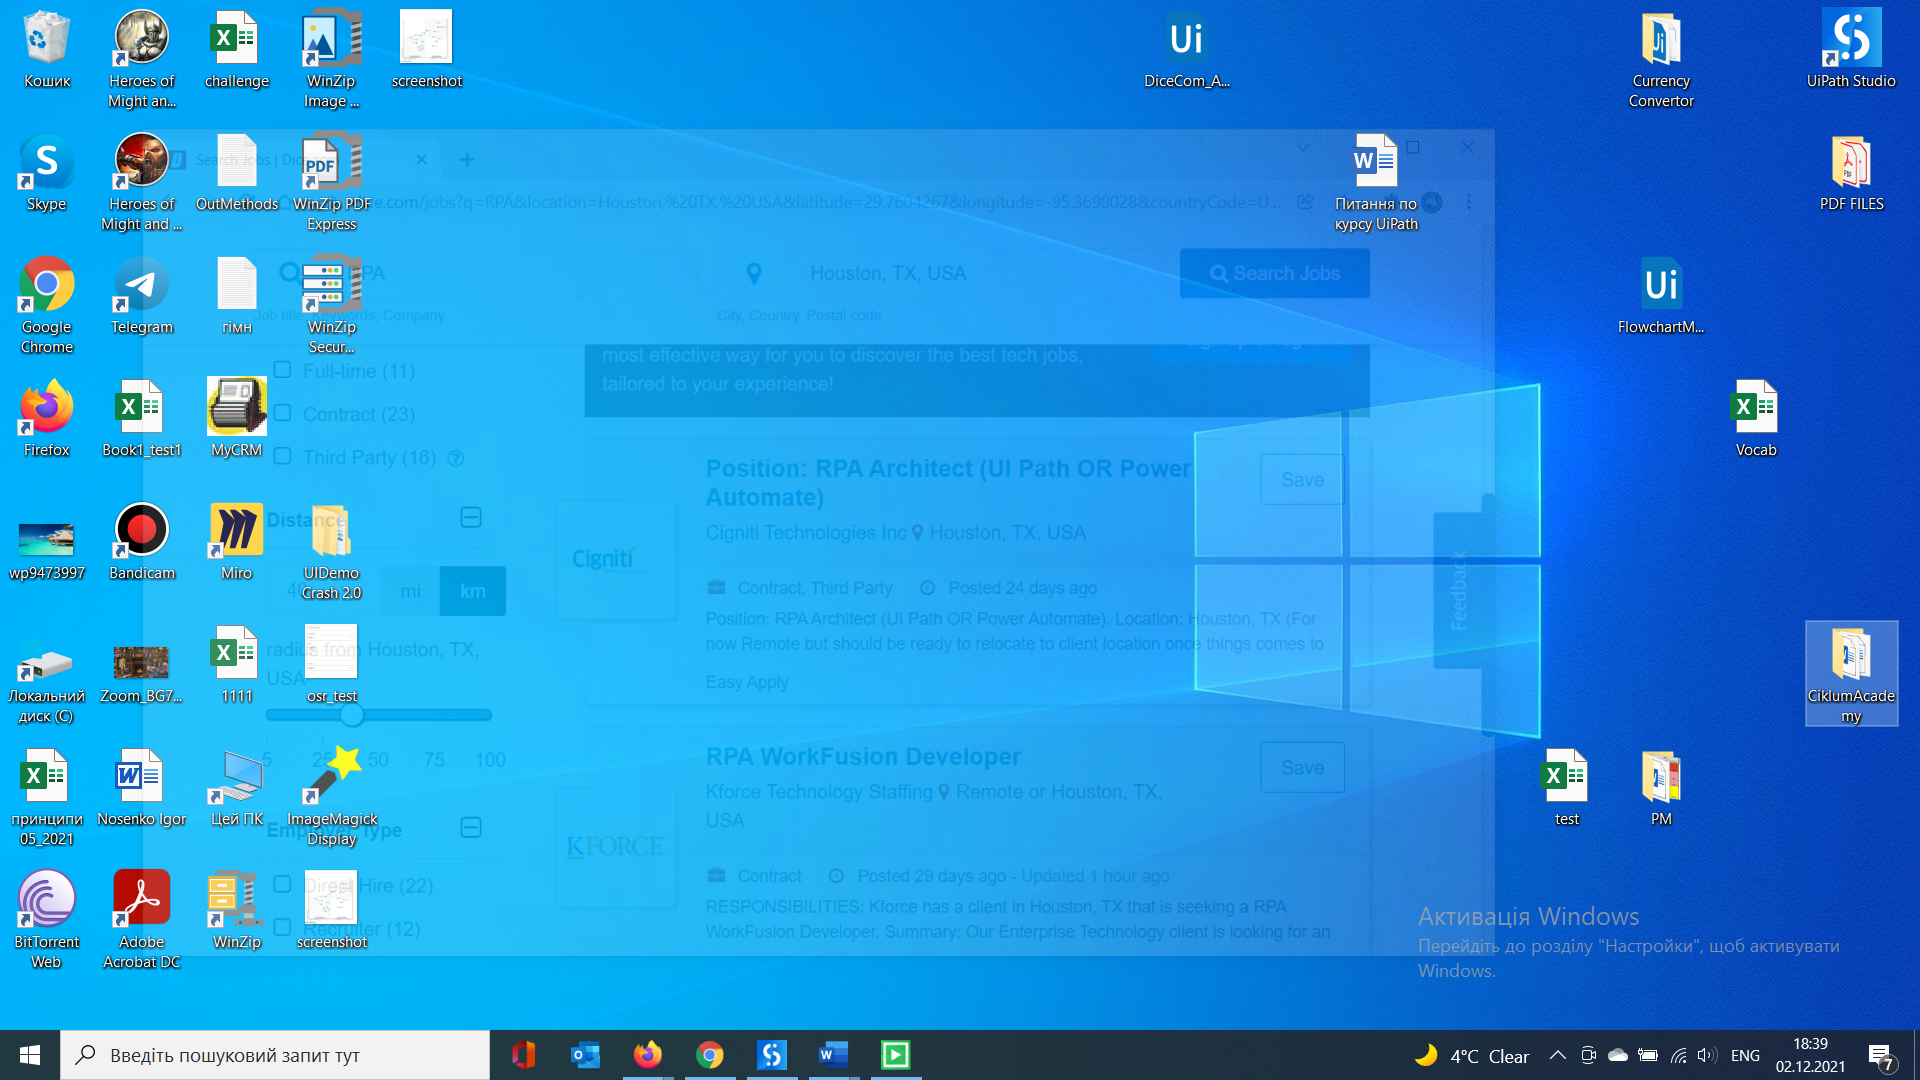 Кошик
Heroes of
Might an...
challenge
WinZip
Image ...
screenshot
Ui
DiceCom_A...
Currency
Convertor
UiPath Studio
Skype
Heroes of
Might and ...
OutMethods
PDF
WinZip PDF
Express
Питання по
курсу UiPath
PDF FILES
Search Jobs | Dice.com
.com/jobs?q=RPA&location=Houston,%20TX,%20USA&latitude=29.7604267&longitude=-95.3698028&countryCode=U...
Google
Chrome
Telegram
гімн
WinZip
Secur...
Ui
FlowchartM...
RPA
Houston, TX, USA
Search Jobs
Job title, Keywords, Company
City, Country, Postal code
Full-time (11)
Contract (23)
Third Party (16)
most effective way for you to discover the best tech jobs,
tailored to your experience!
Firefox
Book1_test1
MyCRM
Vocab
Position: RPA Architect (UI Path OR Power
Automate)
Save
Cigniti Technologies Inc Houston, TX, USA
Cigniti
Contract, Third Party Posted 24 days ago
Position: RPA Architect (UI Path OR Power Automate). Location: Houston, TX (For
now Remote but should be ready to relocate to client location once things comes to
Easy Apply
Feedback
wp9473997
Bandicam
Miro
UIDemo
Crash 2.0
Distance
mi
km
radius from Houston, TX,
USA
5 25 50 75 100
Локальний
диск (C)
Zoom_BG7...
1111
osr_test
CiklumAcade
my
RPA WorkFusion Developer
Save
Kforce Technology Staffing Remote or Houston, TX,
USA
KFORCE
Contract Posted 29 days ago - Updated 1 hour ago
RESPONSIBILITIES: Kforce has a client in Houston, TX that is seeking a RPA
WorkFusion Developer. Summary: Our Enterprise Technology client is looking for an
принципи
05_2021
Nosenko Igor
Цей ПК
ImageMagick
Display
test
PM
Employer Type
Direct Hire (22)
Recruiter (12)
BitTorrent
Web
Adobe
Acrobat DC
WinZip
screenshot
Активація Windows
Перейдіть до розділу "Настройки", щоб активувати
Windows.
Введіть пошуковий запит тут
4°C Clear
ENG
18:39
02.12.2021
7